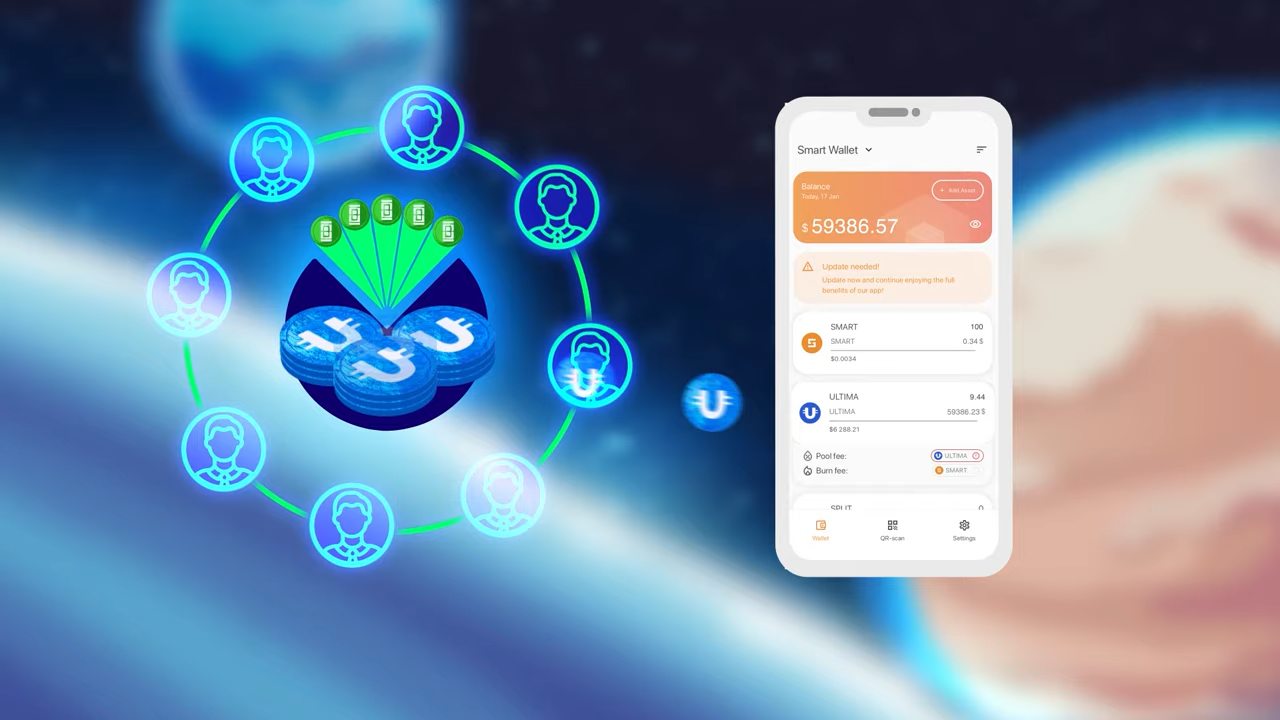 Smart Wallet
Balance
Today, 17 Jan
+ Add Asset
$ 59386.57
Update needed!
Update now and continue enjoying the full
benefits of our app!
SMART 100
SMART 0.34 $
$0.0034
ULTIMA 9.44
ULTIMA 59386.23 $
$6 288.21
Pool fee: ULTIMA
Burn fee: SMART
SPLIT 0
Wallet QR-scan Settings